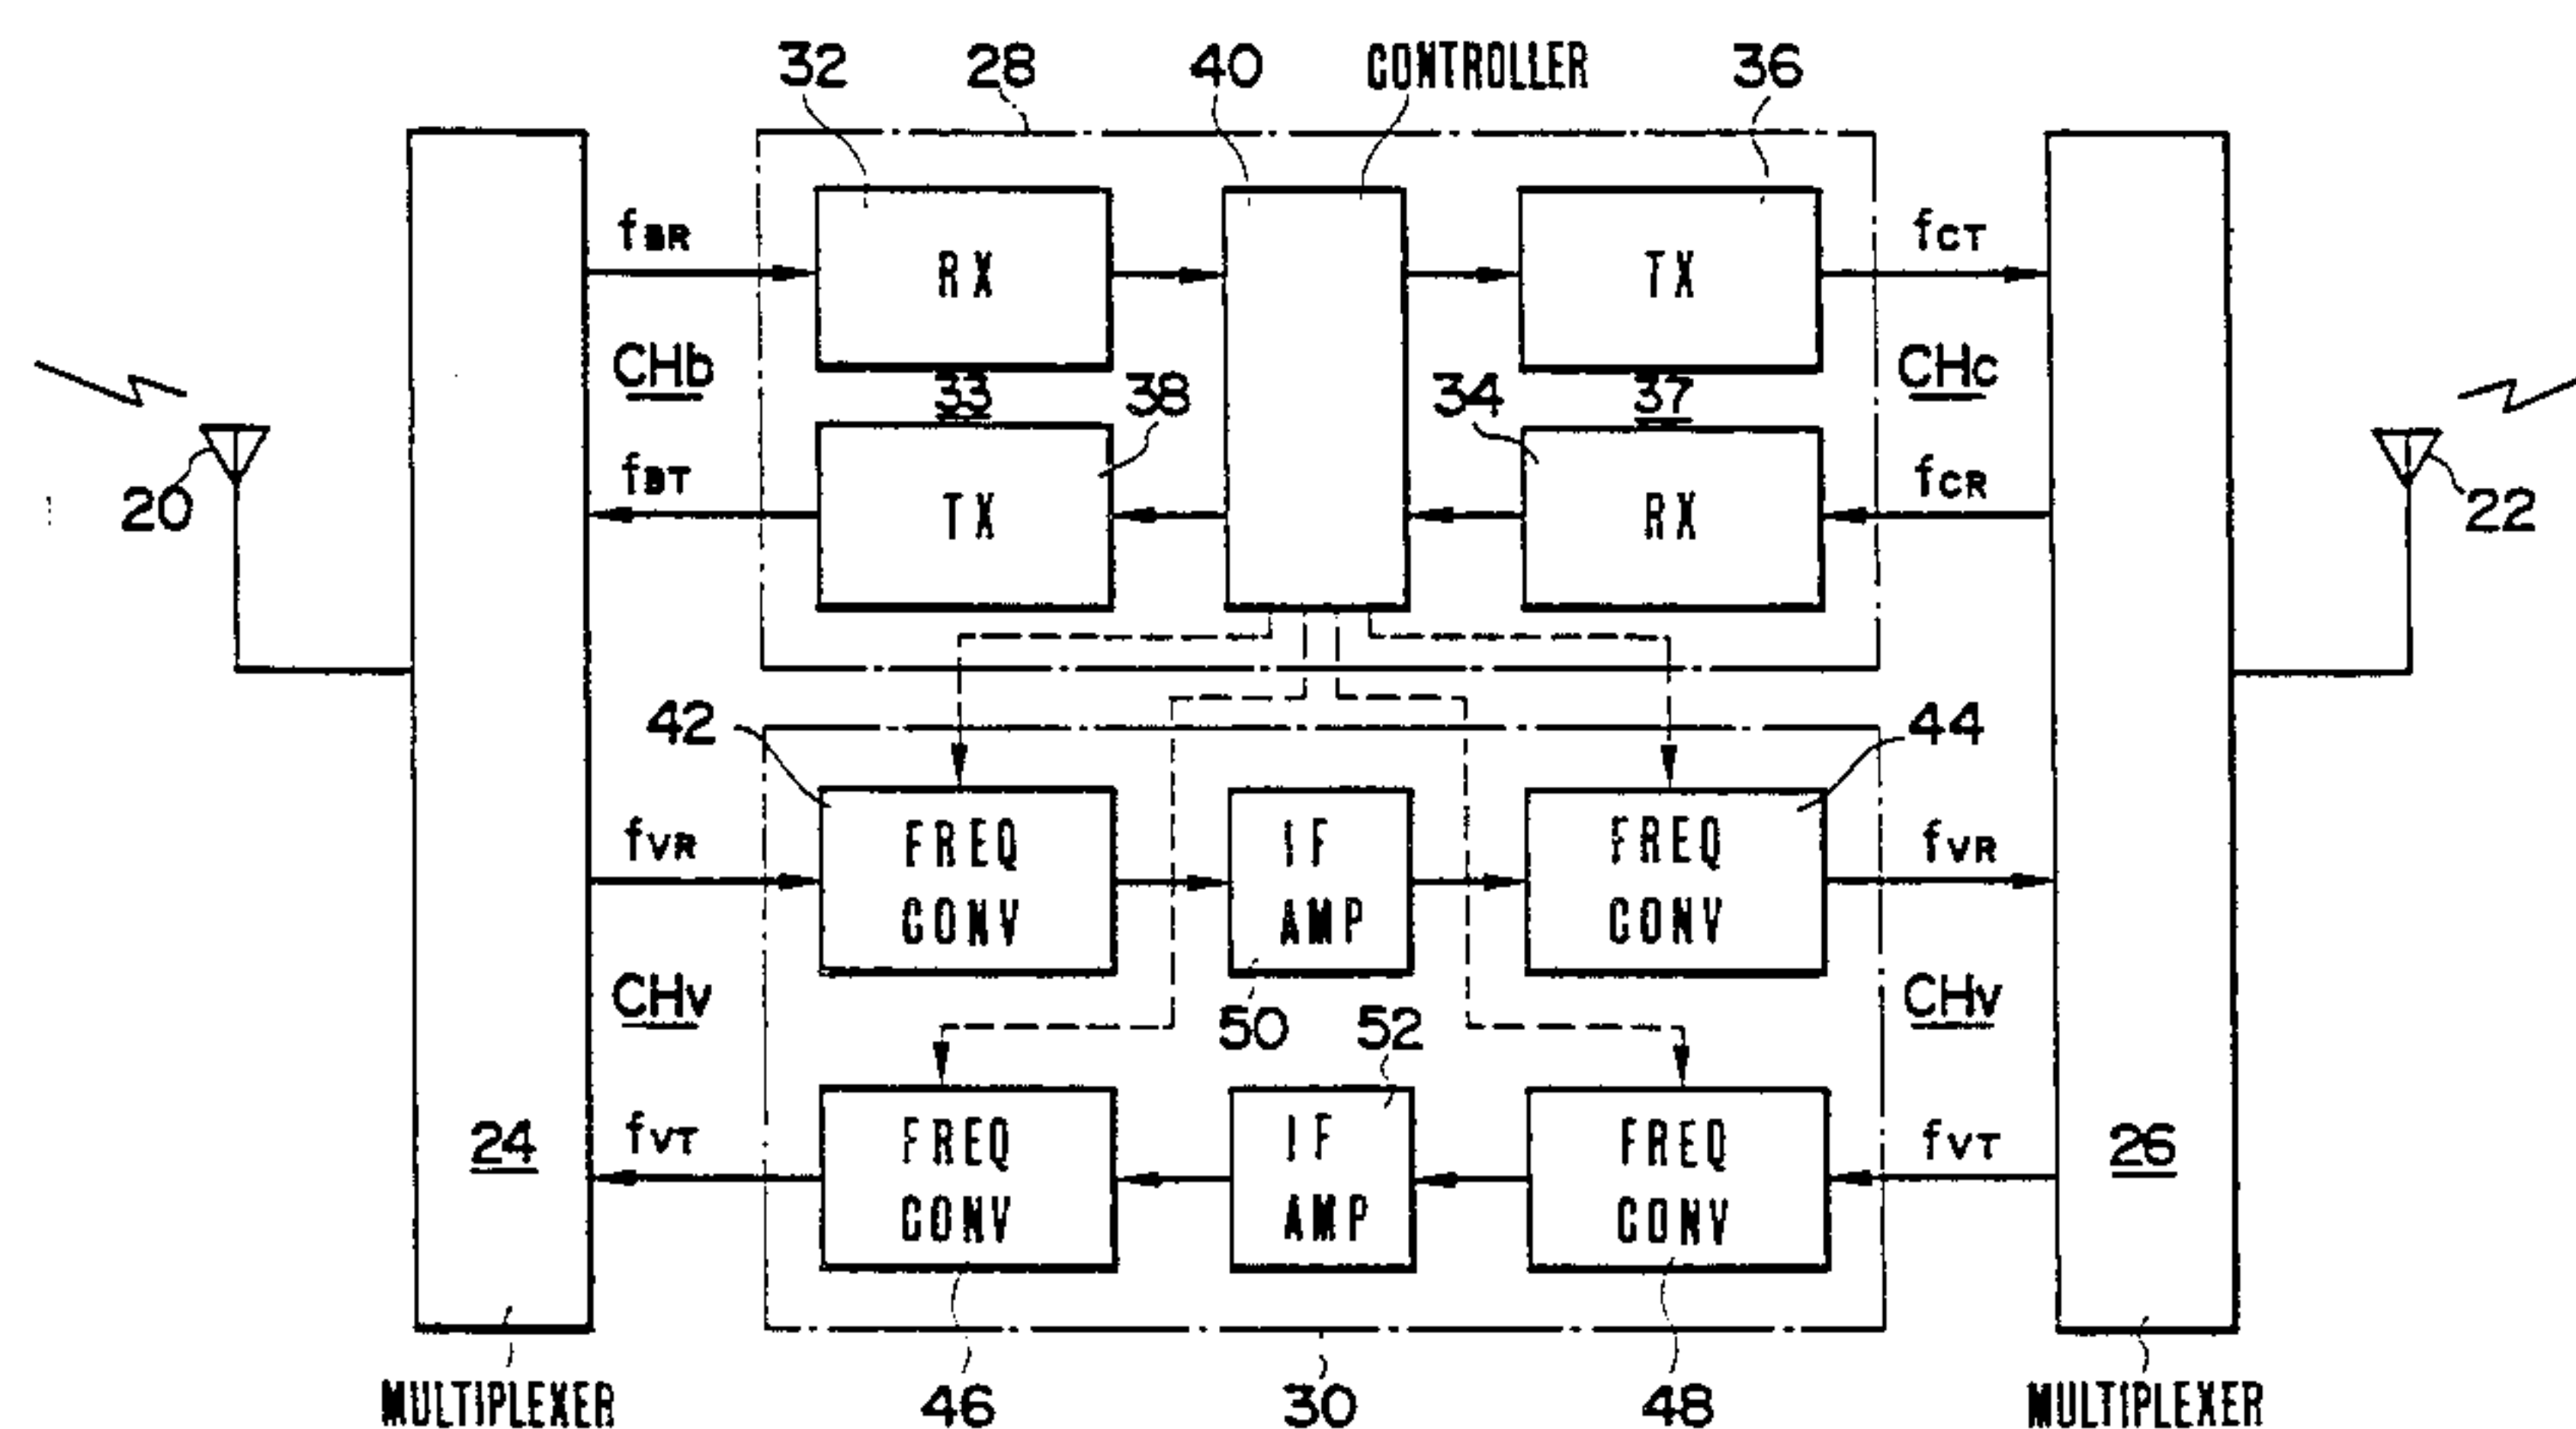 32
28
40
CONTROLLER
36
fBR
RX
TX
fCT
CHb
33
38
34
37
CHc
20
fBT
TX
RX
fCR
22
42
44
fVR
FREQ
CONV
IF
AMP
FREQ
CONV
fVR
CHv
50
52
CHv
24
fVT
FREQ
CONV
IF
AMP
FREQ
CONV
fVT
26
MULTIPLEXER
46
30
48
MULTIPLEXER